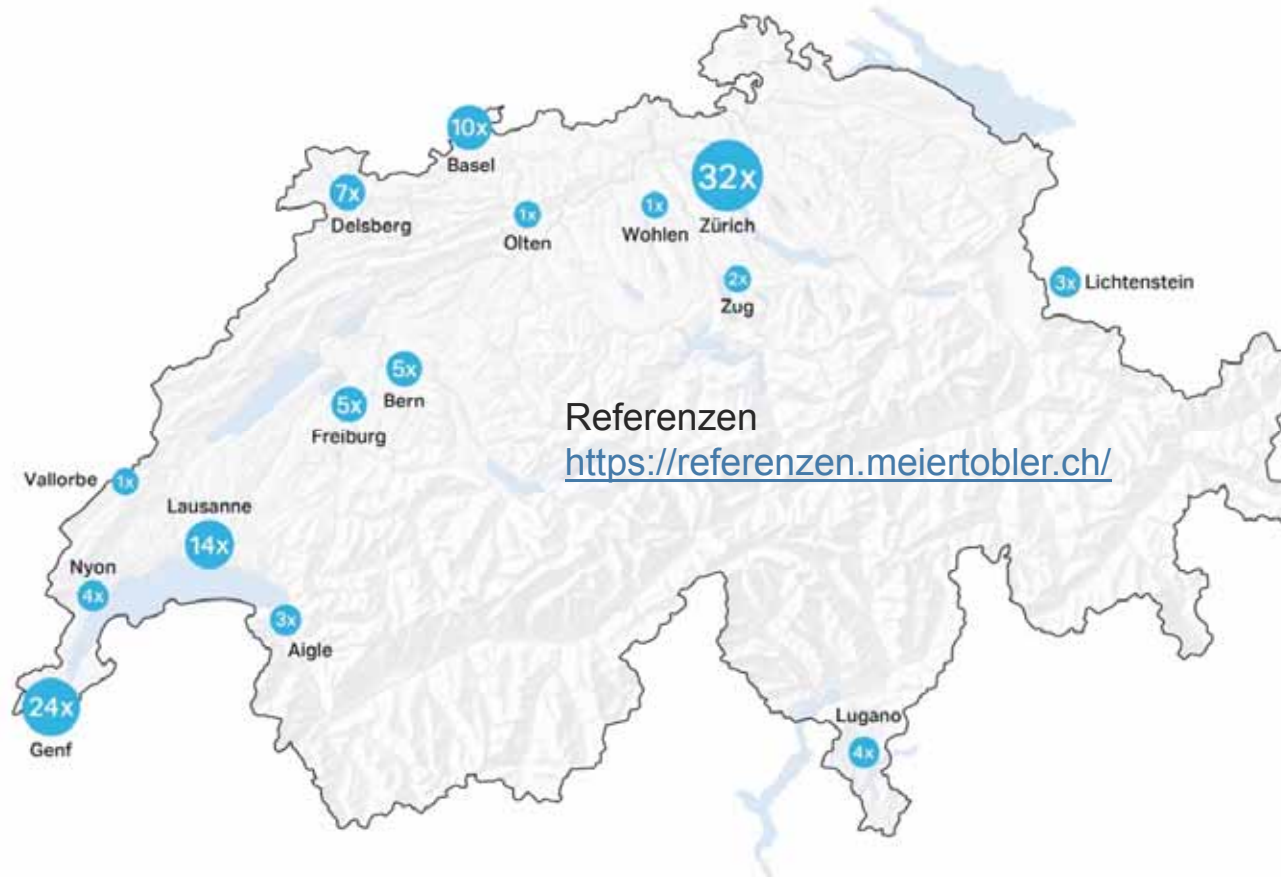 10x
Basel
7x
Delsberg
1x
Olten
1x
Wohlen
32x
Zürich
2x
Zug
3x Lichtenstein
5x
Bern
5x
Freiburg
Referenzen
https://referenzen.meiertobler.ch/
Vallorbe 1x
Lausanne
14x
Nyon
4x
3x
Aigle
24x
Genf
Lugano
4x